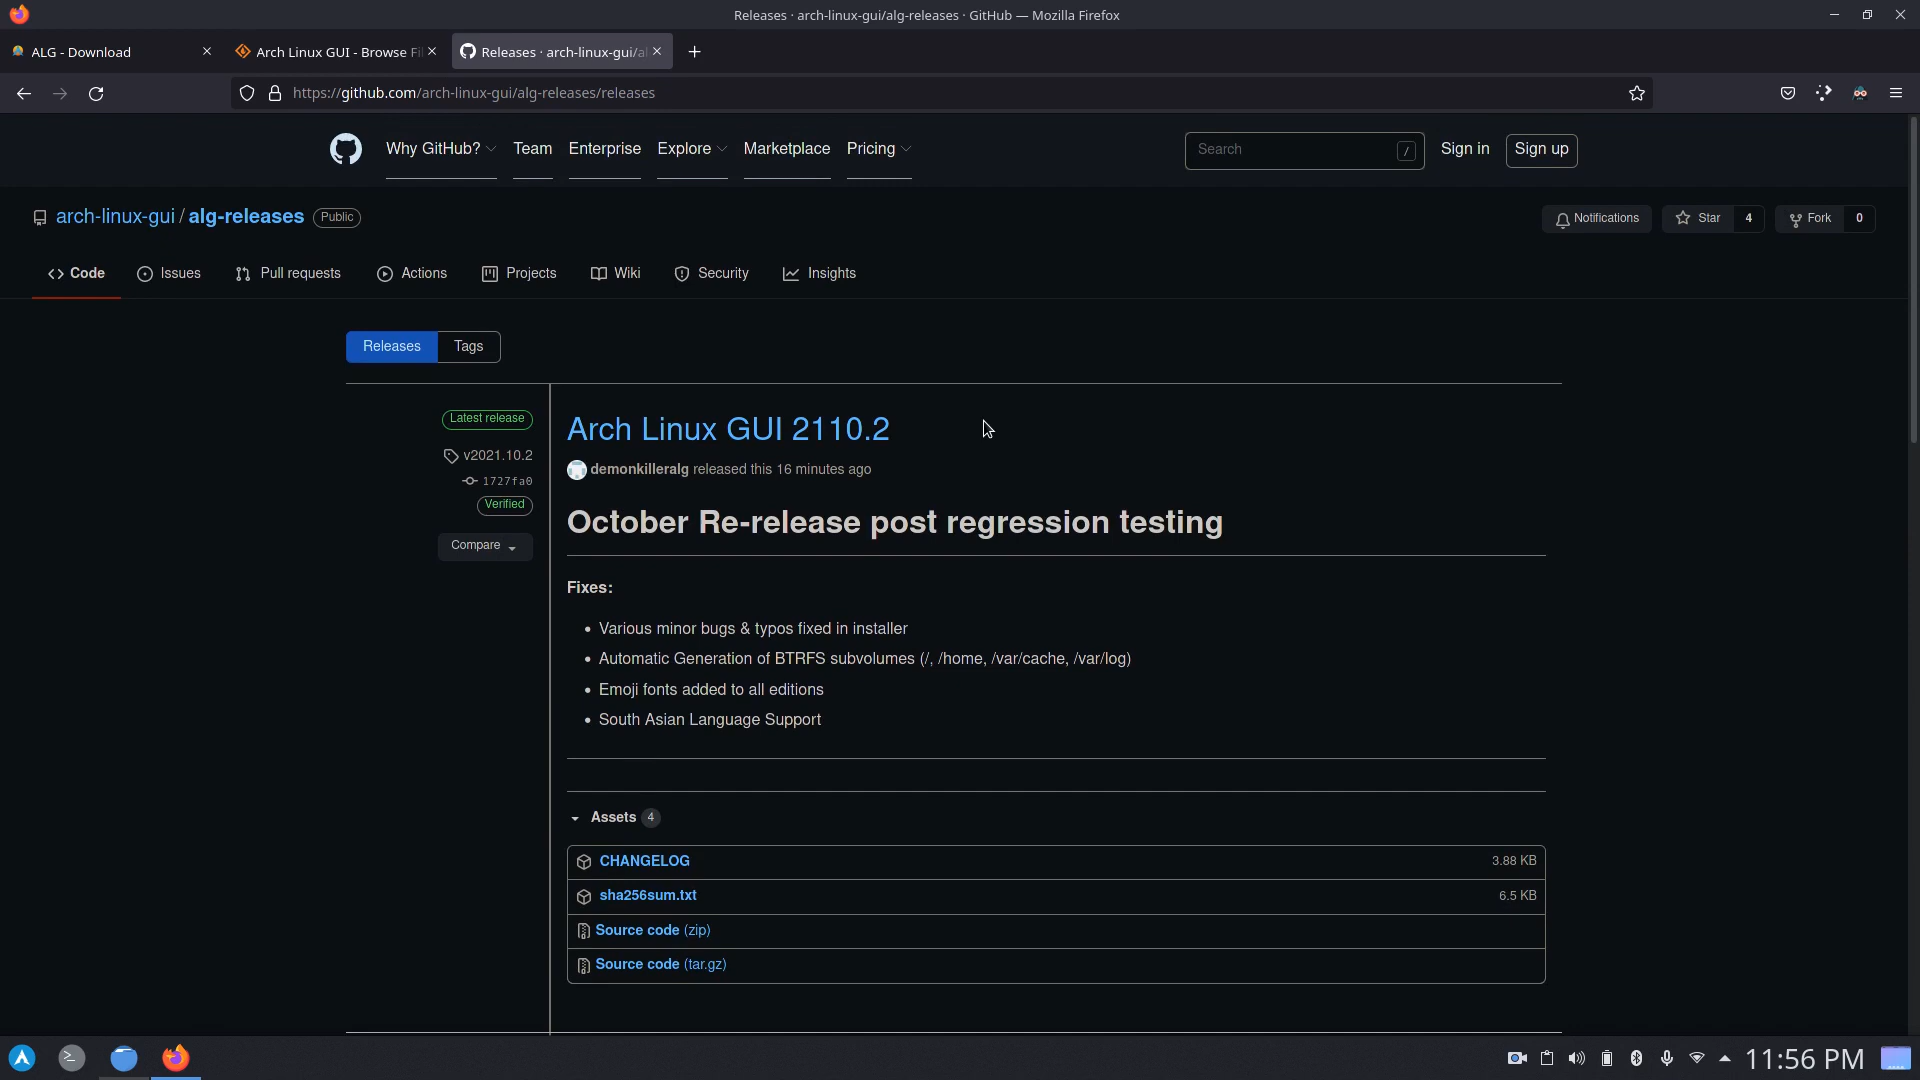 Releases · arch-linux-gui/alg-releases · GitHub — Mozilla Firefox
ALG - Download
Arch Linux GUI - Browse Fi
Releases · arch-linux-gui/al
https://github.com/arch-linux-gui/alg-releases/releases
Why GitHub? Team Enterprise Explore Marketplace Pricing
Search /
Sign in
Sign up
arch-linux-gui / alg-releases Public
Notifications
Star 4
Fork 0
Code Issues Pull requests Actions Projects Wiki Security Insights
Releases Tags
Latest release
v2021.10.2
1727fa0
Verified
Compare
Arch Linux GUI 2110.2
demonkilleralg released this 16 minutes ago
October Re-release post regression testing
Fixes:
• Various minor bugs & typos fixed in installer
• Automatic Generation of BTRFS subvolumes (/, /home, /var/cache, /var/log)
• Emoji fonts added to all editions
• South Asian Language Support
Assets 4
CHANGELOG 3.88 KB
sha256sum.txt 6.5 KB
Source code (zip)
Source code (tar.gz)
11:56 PM